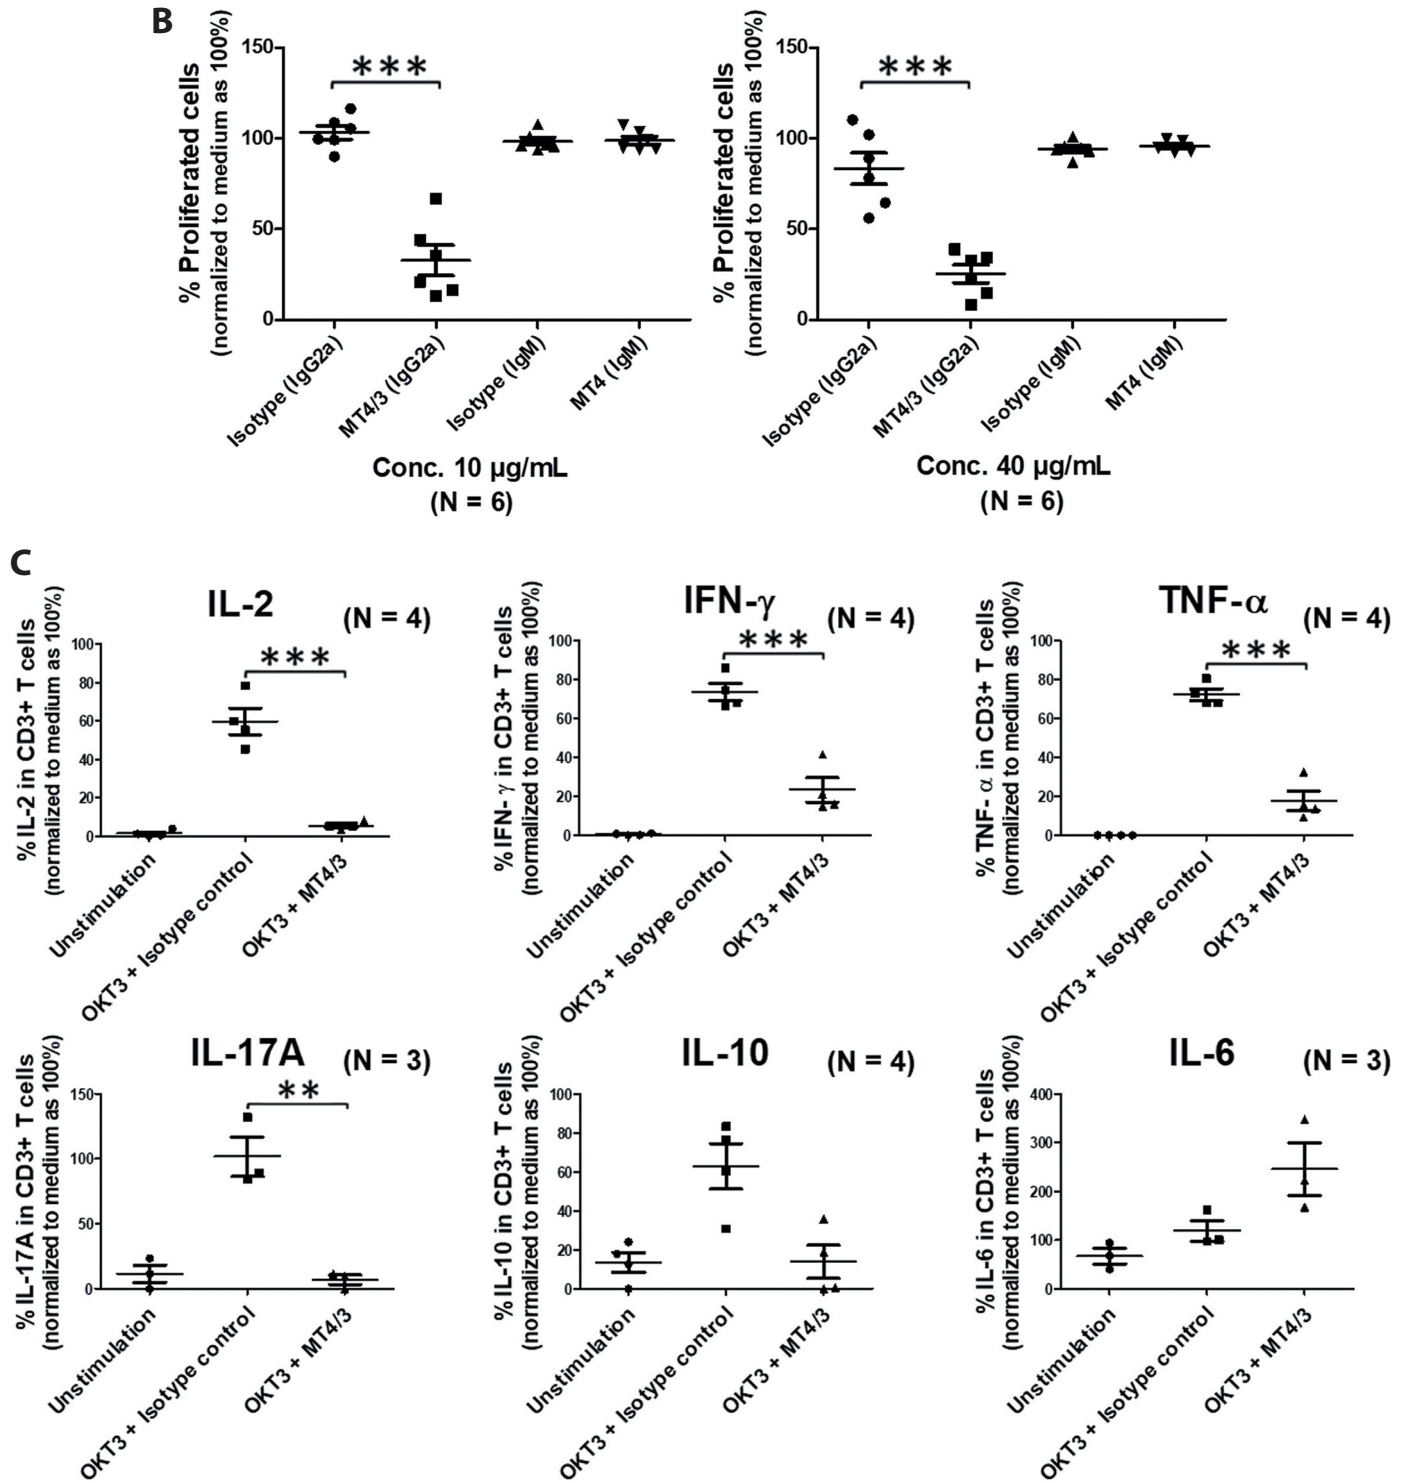 B
% Proliferated cells
(normalized to medium as 100%)
150
100
50
0
***
Isotype (IgG2a)
MT4/3 (IgG2a)
Isotype (IgM)
MT4 (IgM)
Conc. 10 µg/mL
(N = 6)
% Proliferated cells
(normalized to medium as 100%)
150
100
50
0
***
Isotype (IgG2a)
MT4/3 (IgG2a)
Isotype (IgM)
MT4 (IgM)
Conc. 40 µg/mL
(N = 6)
C
IL-2
(N = 4)
% IL-2 in CD3+ T cells
(normalized to medium as 100%)
100
80
60
40
20
0
***
Unstimulation
OKT3 + Isotype control
OKT3 + MT4/3
IFN-γ
(N = 4)
% IFN- γ in CD3+ T cells
(normalized to medium as 100%)
100
80
60
40
20
0
***
Unstimulation
OKT3 + Isotype control
OKT3 + MT4/3
TNF-α
(N = 4)
% TNF- α in CD3+ T cells
(normalized to medium as 100%)
100
80
60
40
20
0
***
Unstimulation
OKT3 + Isotype control
OKT3 + MT4/3
IL-17A
(N = 3)
% IL-17A in CD3+ T cells
(normalized to medium as 100%)
150
100
50
0
**
Unstimulation
OKT3 + Isotype control
OKT3 + MT4/3
IL-10
(N = 4)
% IL-10 in CD3+ T cells
(normalized to medium as 100%)
100
80
60
40
20
0
Unstimulation
OKT3 + Isotype control
OKT3 + MT4/3
IL-6
(N = 3)
% IL-6 in CD3+ T cells
(normalized to medium as 100%)
400
300
200
100
0
Unstimulation
OKT3 + Isotype control
OKT3 + MT4/3